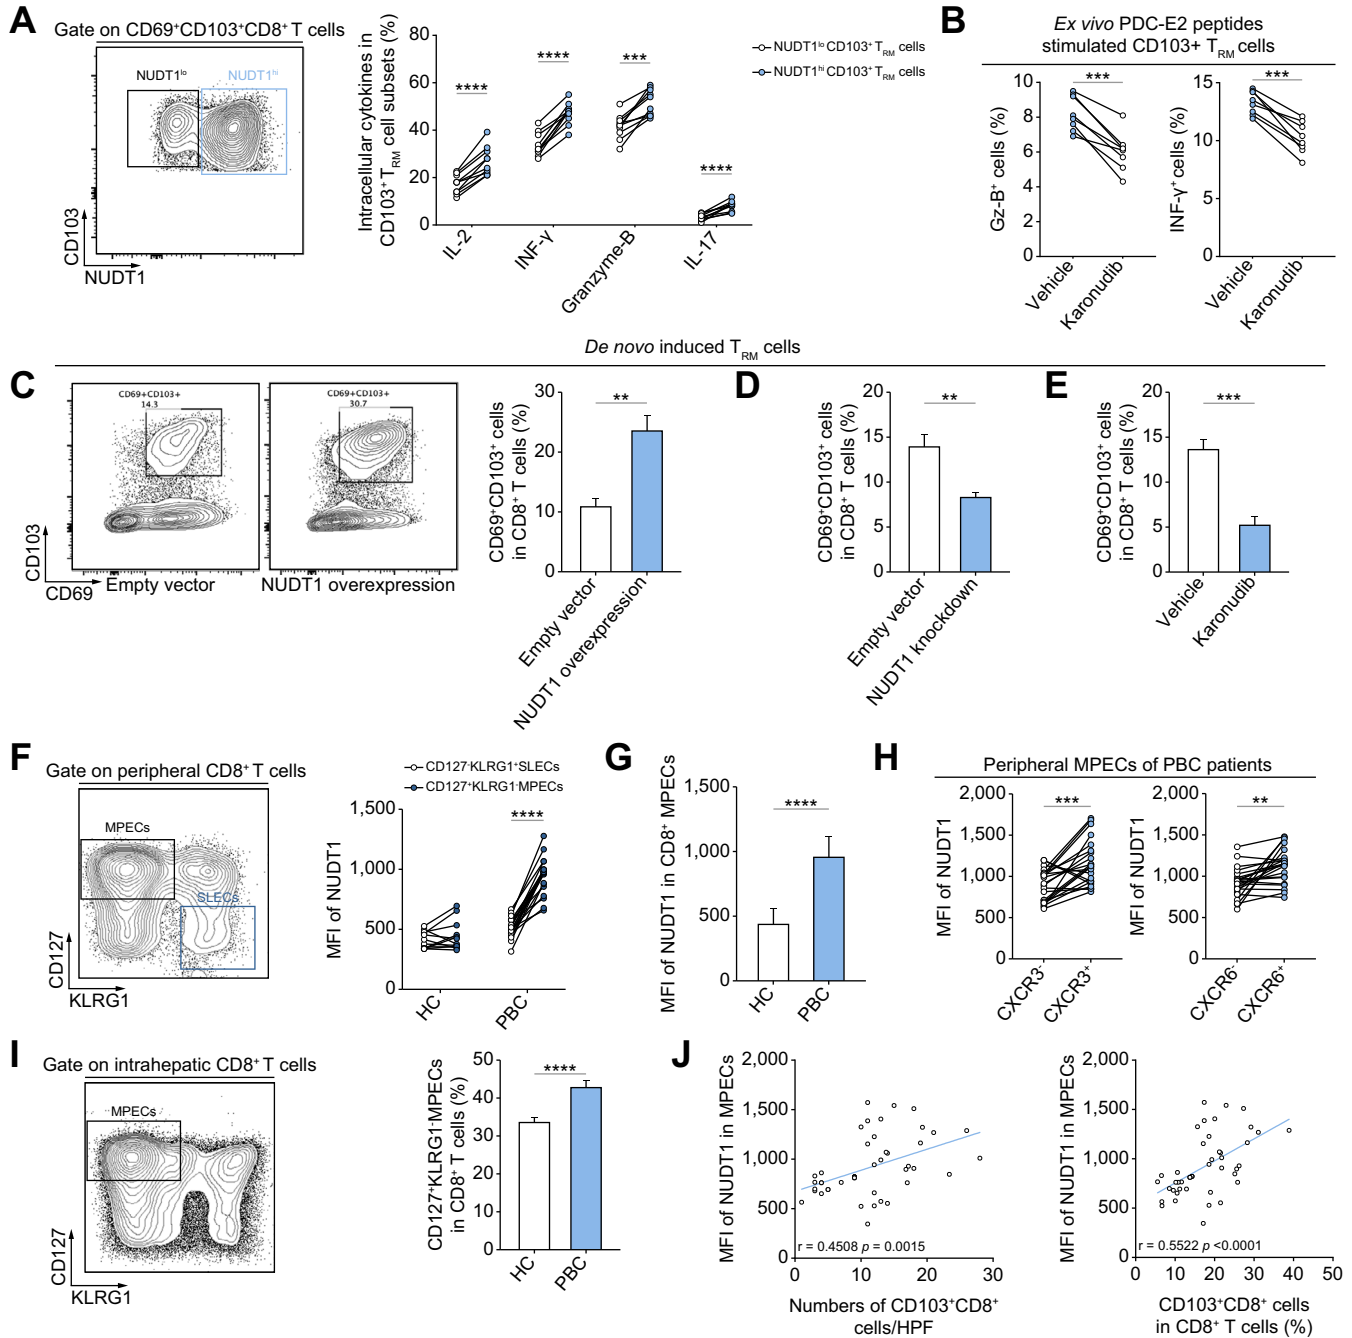 A
Gate on CD69⁺CD103⁺CD8⁺ T cells
NUDT1ˡᵒ
NUDT1ʰⁱ
CD103
NUDT1
Intracellular cytokines in
CD103⁺ T_RM cell subsets (%)
80
60
40
20
0
****
****
***
****
IL-2
INF-γ
Granzyme-B
IL-17
NUDT1ˡᵒ CD103⁺ T_RM cells
NUDT1ʰⁱ CD103⁺ T_RM cells
B
Ex vivo PDC-E2 peptides
stimulated CD103+ T_RM cells
Gz-B⁺ cells (%)
10
8
6
4
2
0
***
Vehicle
Karonudib
INF-γ⁺ cells (%)
15
10
5
0
***
Vehicle
Karonudib
De novo induced T_RM cells
C
CD69+CD103+
14.3
CD69+CD103+
30.7
CD103
CD69
Empty vector
NUDT1 overexpression
CD69⁺CD103⁺ cells
in CD8⁺ T cells (%)
30
20
10
0
**
Empty vector
NUDT1 overexpression
D
CD69⁺CD103⁺ cells
in CD8⁺ T cells (%)
20
15
10
5
0
**
Empty vector
NUDT1 knockdown
E
CD69⁺CD103⁺ cells
in CD8⁺ T cells (%)
20
15
10
5
0
***
Vehicle
Karonudib
F
Gate on peripheral CD8⁺ T cells
MPECs
SLECs
CD127
KLRG1
CD127⁻KLRG1⁺SLECs
CD127⁺KLRG1⁻MPECs
MFI of NUDT1
1,500
1,000
500
0
****
HC
PBC
G
MFI of NUDT1 in CD8⁺ MPECs
1,500
1,000
500
0
****
HC
PBC
H
Peripheral MPECs of PBC patients
MFI of NUDT1
2,000
1,500
1,000
500
0
***
CXCR3⁻
CXCR3⁺
MFI of NUDT1
2,000
1,500
1,000
500
0
**
CXCR6⁻
CXCR6⁺
I
Gate on intrahepatic CD8⁺ T cells
MPECs
CD127
KLRG1
CD127⁺KLRG1⁻MPECs
in CD8⁺ T cells (%)
50
40
30
20
10
0
****
HC
PBC
J
MFI of NUDT1 in MPECs
2,000
1,500
1,000
500
0
r = 0.4508 p = 0.0015
0 10 20 30
Numbers of CD103⁺CD8⁺
cells/HPF
MFI of NUDT1 in MPECs
2,000
1,500
1,000
500
0
r = 0.5522 p <0.0001
0 10 20 30 40 50
CD103⁺CD8⁺ cells
in CD8⁺ T cells (%)